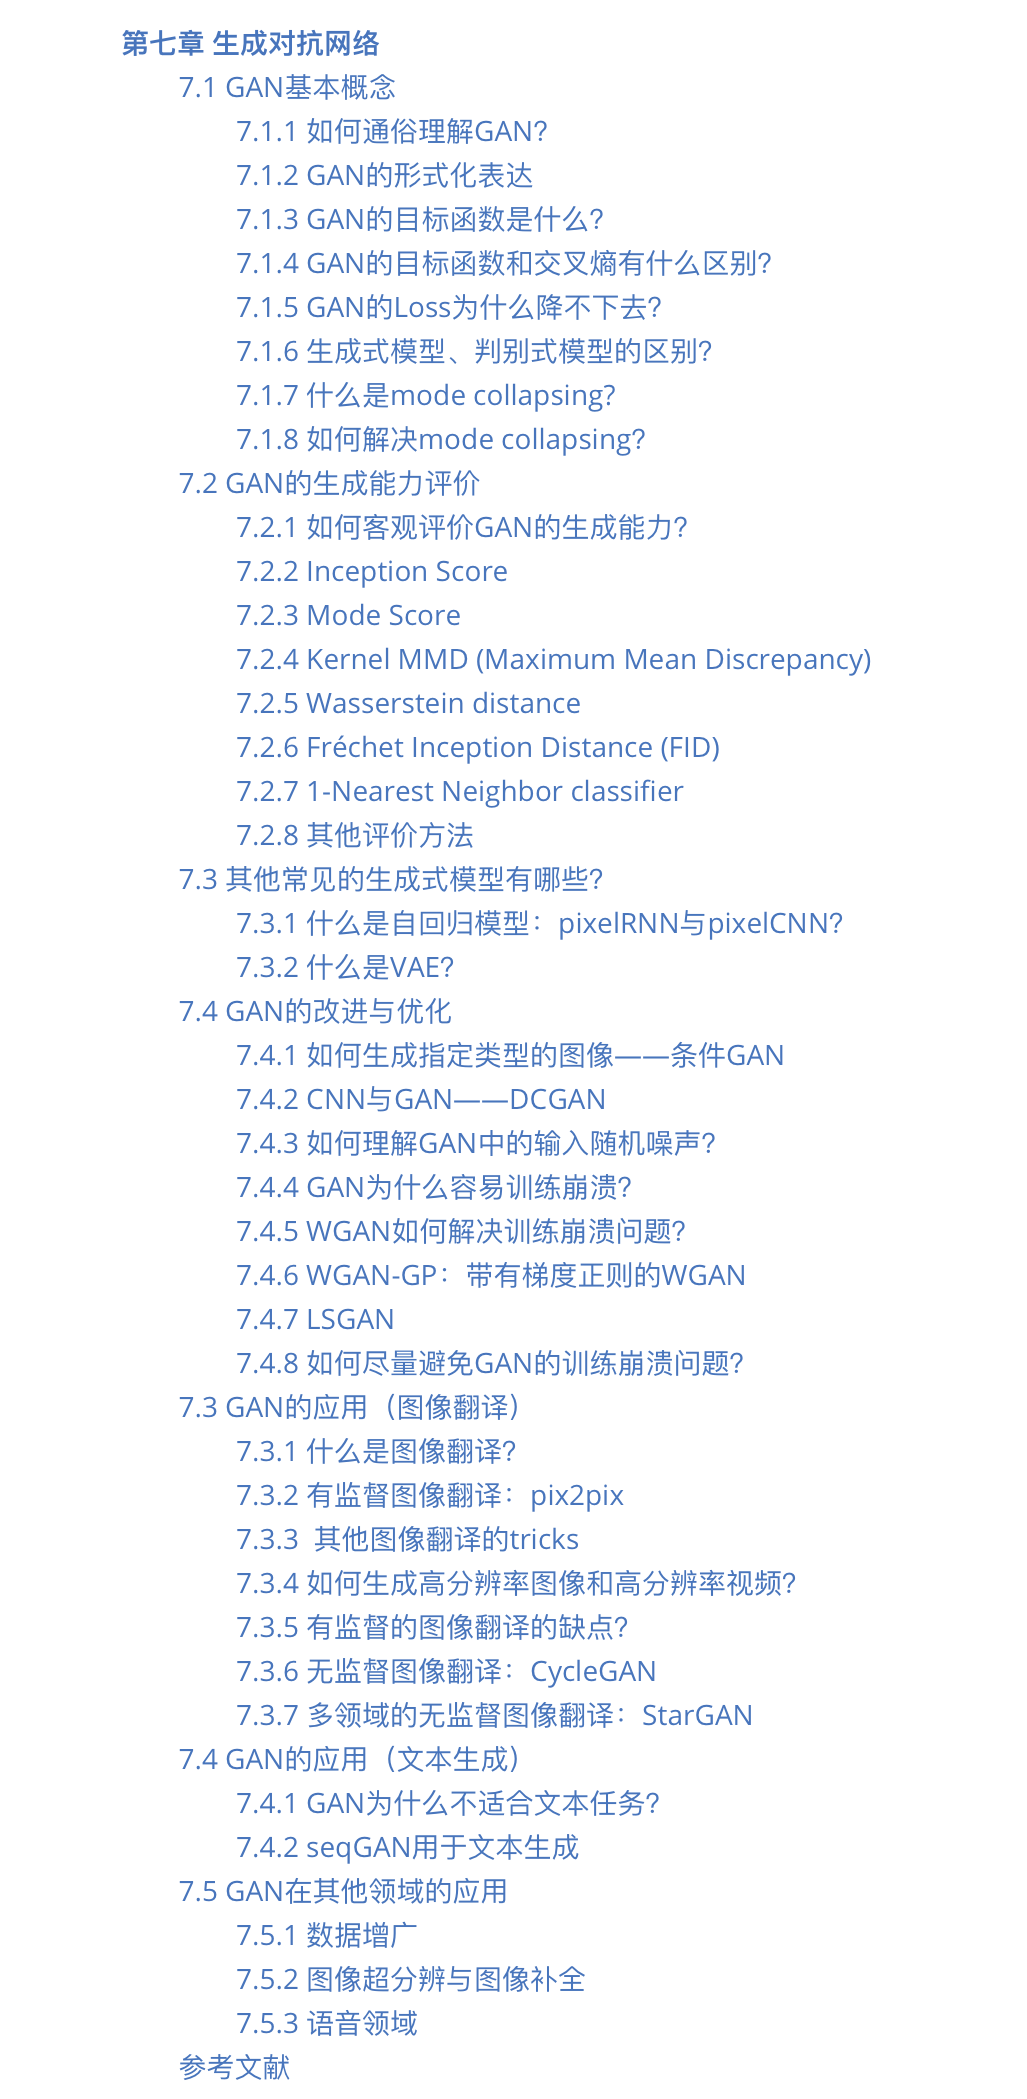 第七章 生成对抗网络
7.1 GAN基本概念
7.1.1 如何通俗理解GAN?
7.1.2 GAN的形式化表达
7.1.3 GAN的目标函数是什么?
7.1.4 GAN的目标函数和交叉熵有什么区别?
7.1.5 GAN的Loss为什么降不下去?
7.1.6 生成式模型、判别式模型的区别?
7.1.7 什么是mode collapsing?
7.1.8 如何解决mode collapsing?
7.2 GAN的生成能力评价
7.2.1 如何客观评价GAN的生成能力?
7.2.2 Inception Score
7.2.3 Mode Score
7.2.4 Kernel MMD (Maximum Mean Discrepancy)
7.2.5 Wasserstein distance
7.2.6 Fréchet Inception Distance (FID)
7.2.7 1-Nearest Neighbor classifier
7.2.8 其他评价方法
7.3 其他常见的生成式模型有哪些?
7.3.1 什么是自回归模型：pixelRNN与pixelCNN?
7.3.2 什么是VAE?
7.4 GAN的改进与优化
7.4.1 如何生成指定类型的图像——条件GAN
7.4.2 CNN与GAN——DCGAN
7.4.3 如何理解GAN中的输入随机噪声?
7.4.4 GAN为什么容易训练崩溃?
7.4.5 WGAN如何解决训练崩溃问题?
7.4.6 WGAN-GP：带有梯度正则的WGAN
7.4.7 LSGAN
7.4.8 如何尽量避免GAN的训练崩溃问题?
7.3 GAN的应用（图像翻译）
7.3.1 什么是图像翻译?
7.3.2 有监督图像翻译：pix2pix
7.3.3 其他图像翻译的tricks
7.3.4 如何生成高分辨率图像和高分辨率视频?
7.3.5 有监督的图像翻译的缺点?
7.3.6 无监督图像翻译：CycleGAN
7.3.7 多领域的无监督图像翻译：StarGAN
7.4 GAN的应用（文本生成）
7.4.1 GAN为什么不适合文本任务?
7.4.2 seqGAN用于文本生成
7.5 GAN在其他领域的应用
7.5.1 数据增广
7.5.2 图像超分辨与图像补全
7.5.3 语音领域
参考文献